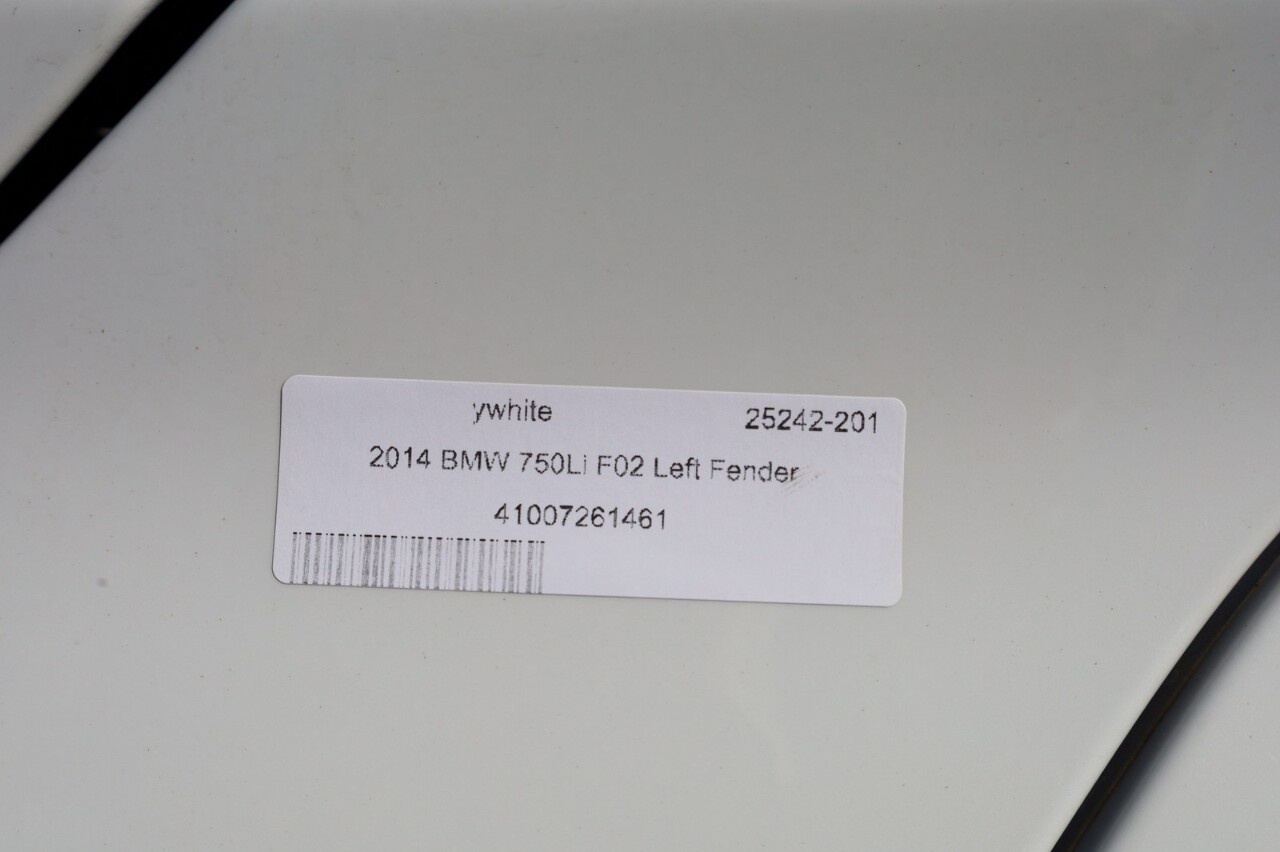 ywhite 25242-201
2014 BMW 750Li F02 Left Fender
41007261461